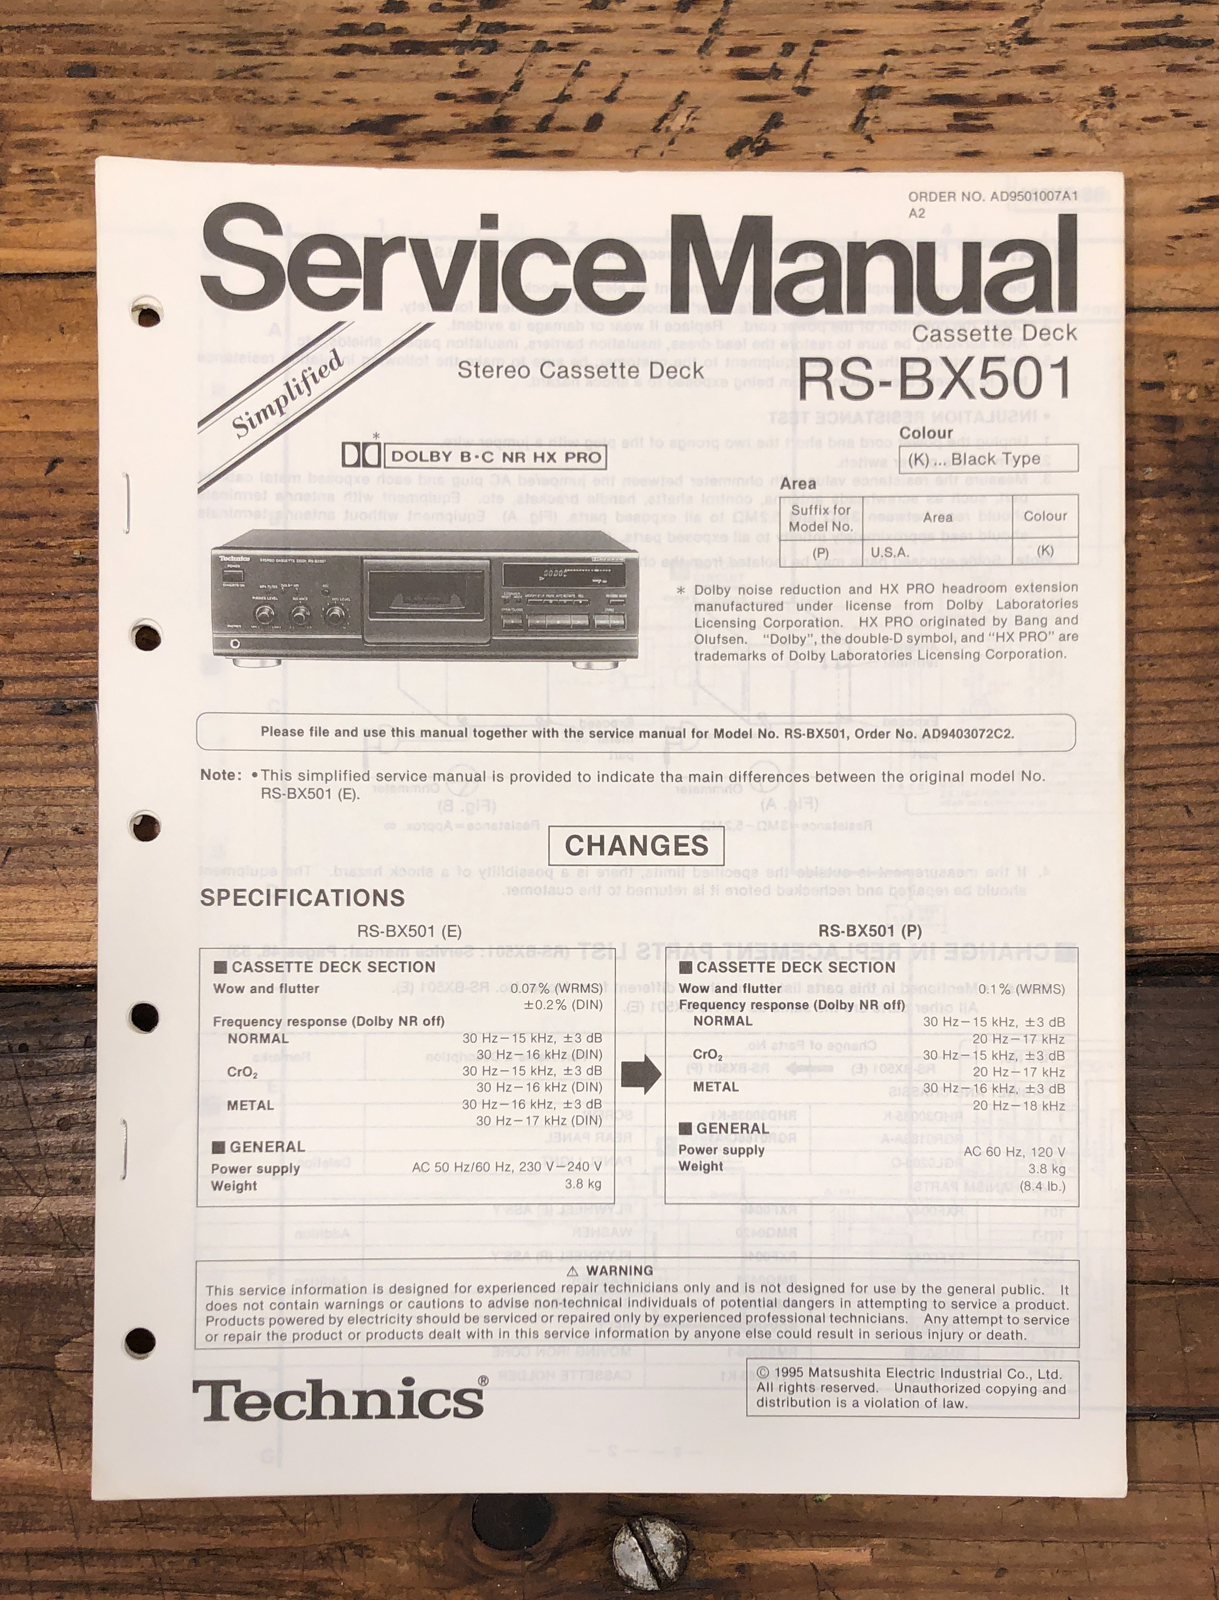 ORDER NO. AD9501007A1
A2
Service Manual
Cassette Deck
Simplified
Stereo Cassette Deck
RS-BX501
*
DOLBY B•C NR HX PRO
Colour
(K) ... Black Type
Area
Suffix for Model No. Area Colour
(P) U.S.A. (K)
Technics
* Dolby noise reduction and HX PRO headroom extension
manufactured under license from Dolby Laboratories
Licensing Corporation. HX PRO originated by Bang and
Olufsen. "Dolby", the double-D symbol, and "HX PRO" are
trademarks of Dolby Laboratories Licensing Corporation.
Please file and use this manual together with the service manual for Model No. RS-BX501, Order No. AD9403072C2.
Note: •This simplified service manual is provided to indicate tha main differences between the original model No.
RS-BX501 (E).
CHANGES
SPECIFICATIONS
RS-BX501 (E)
■ CASSETTE DECK SECTION
Wow and flutter 0.07% (WRMS)
±0.2% (DIN)
Frequency response (Dolby NR off)
NORMAL 30 Hz–15 kHz, ±3 dB
30 Hz–16 kHz (DIN)
CrO₂ 30 Hz–15 kHz, ±3 dB
30 Hz–16 kHz (DIN)
METAL 30 Hz–16 kHz, ±3 dB
30 Hz–17 kHz (DIN)
■ GENERAL
Power supply AC 50 Hz/60 Hz, 230 V–240 V
Weight 3.8 kg
RS-BX501 (P)
■ CASSETTE DECK SECTION
Wow and flutter 0.1% (WRMS)
Frequency response (Dolby NR off)
NORMAL 30 Hz–15 kHz, ±3 dB
20 Hz–17 kHz
CrO₂ 30 Hz–15 kHz, ±3 dB
20 Hz–17 kHz
METAL 30 Hz–16 kHz, ±3 dB
20 Hz–18 kHz
■ GENERAL
Power supply AC 60 Hz, 120 V
Weight 3.8 kg
(8.4 lb.)
⚠ WARNING
This service information is designed for experienced repair technicians only and is not designed for use by the general public. It
does not contain warnings or cautions to advise non-technical individuals of potential dangers in attempting to service a product.
Products powered by electricity should be serviced or repaired only by experienced professional technicians. Any attempt to service
or repair the product or products dealt with in this service information by anyone else could result in serious injury or death.
Technics®
© 1995 Matsushita Electric Industrial Co., Ltd.
All rights reserved. Unauthorized copying and
distribution is a violation of law.